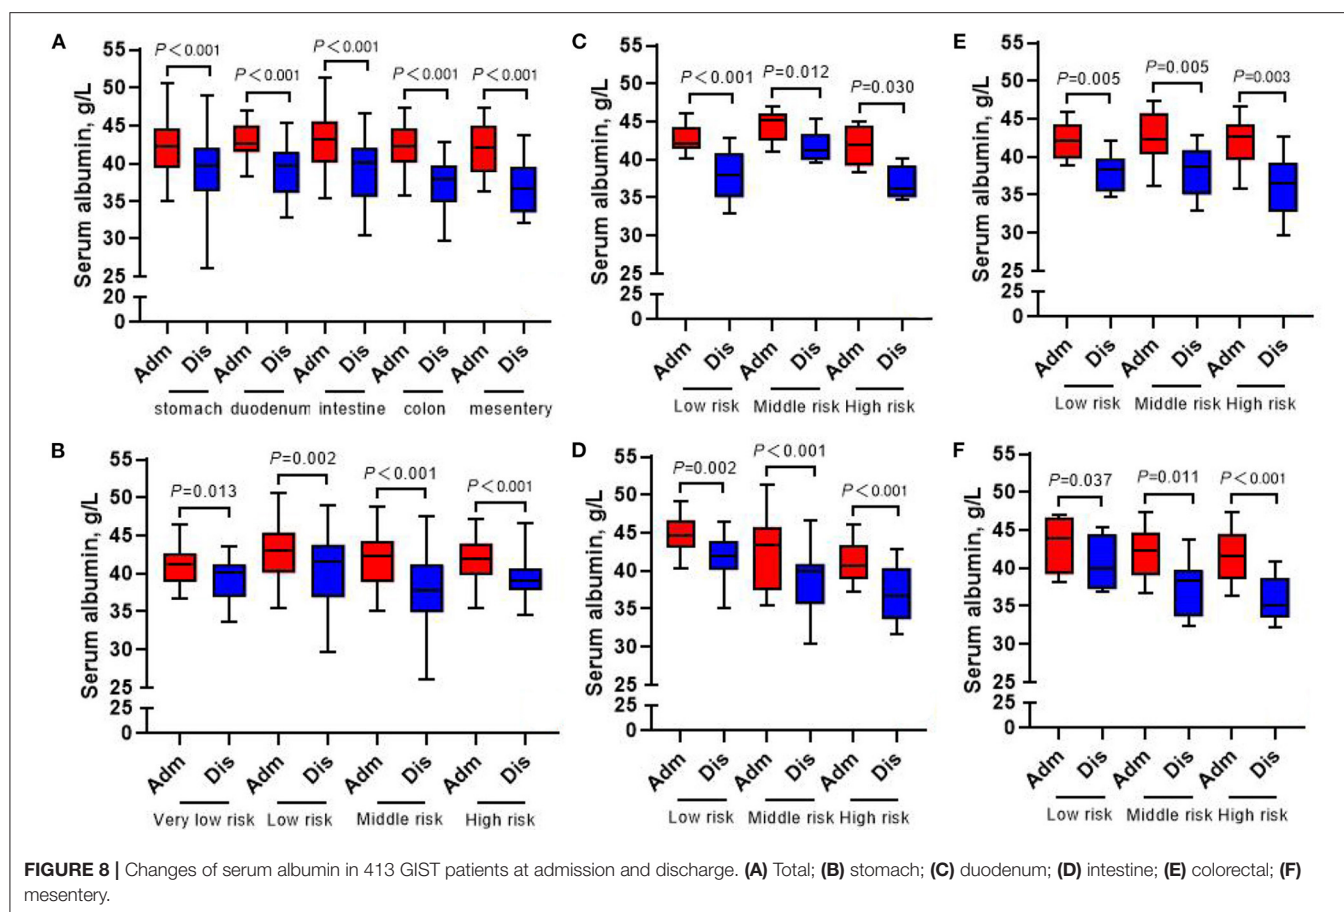 A
P<0.001 P<0.001 P<0.001 P<0.001 P<0.001
Serum albumin, g/L
55
50
45
40
35
30
25
20
0
Adm Dis Adm Dis Adm Dis Adm Dis Adm Dis
stomach duodenum intestine colon mesentery
C
P<0.001 P=0.012 P=0.030
Serum albumin, g/L
55
50
45
40
35
30
25
25
0
Adm Dis Adm Dis Adm Dis
Low risk Middle risk High risk
E
P=0.005 P=0.005 P=0.003
Serum albumin, g/L
55
50
45
40
35
30
25
25
0
Adm Dis Adm Dis Adm Dis
Low risk Middle risk High risk
B
P=0.013 P=0.002 P<0.001 P<0.001
Serum albumin, g/L
55
50
45
40
35
30
25
25
0
Adm Dis Adm Dis Adm Dis Adm Dis
Very low risk Low risk Middle risk High risk
D
P=0.002 P<0.001 P<0.001
Serum albumin, g/L
55
50
45
40
35
30
25
25
0
Adm Dis Adm Dis Adm Dis
Low risk Middle risk High risk
F
P=0.037 P=0.011 P<0.001
Serum albumin, g/L
55
50
45
40
35
30
25
25
0
Adm Dis Adm Dis Adm Dis
Low risk Middle risk High risk
FIGURE 8 | Changes of serum albumin in 413 GIST patients at admission and discharge. (A) Total; (B) stomach; (C) duodenum; (D) intestine; (E) colorectal; (F)
mesentery.